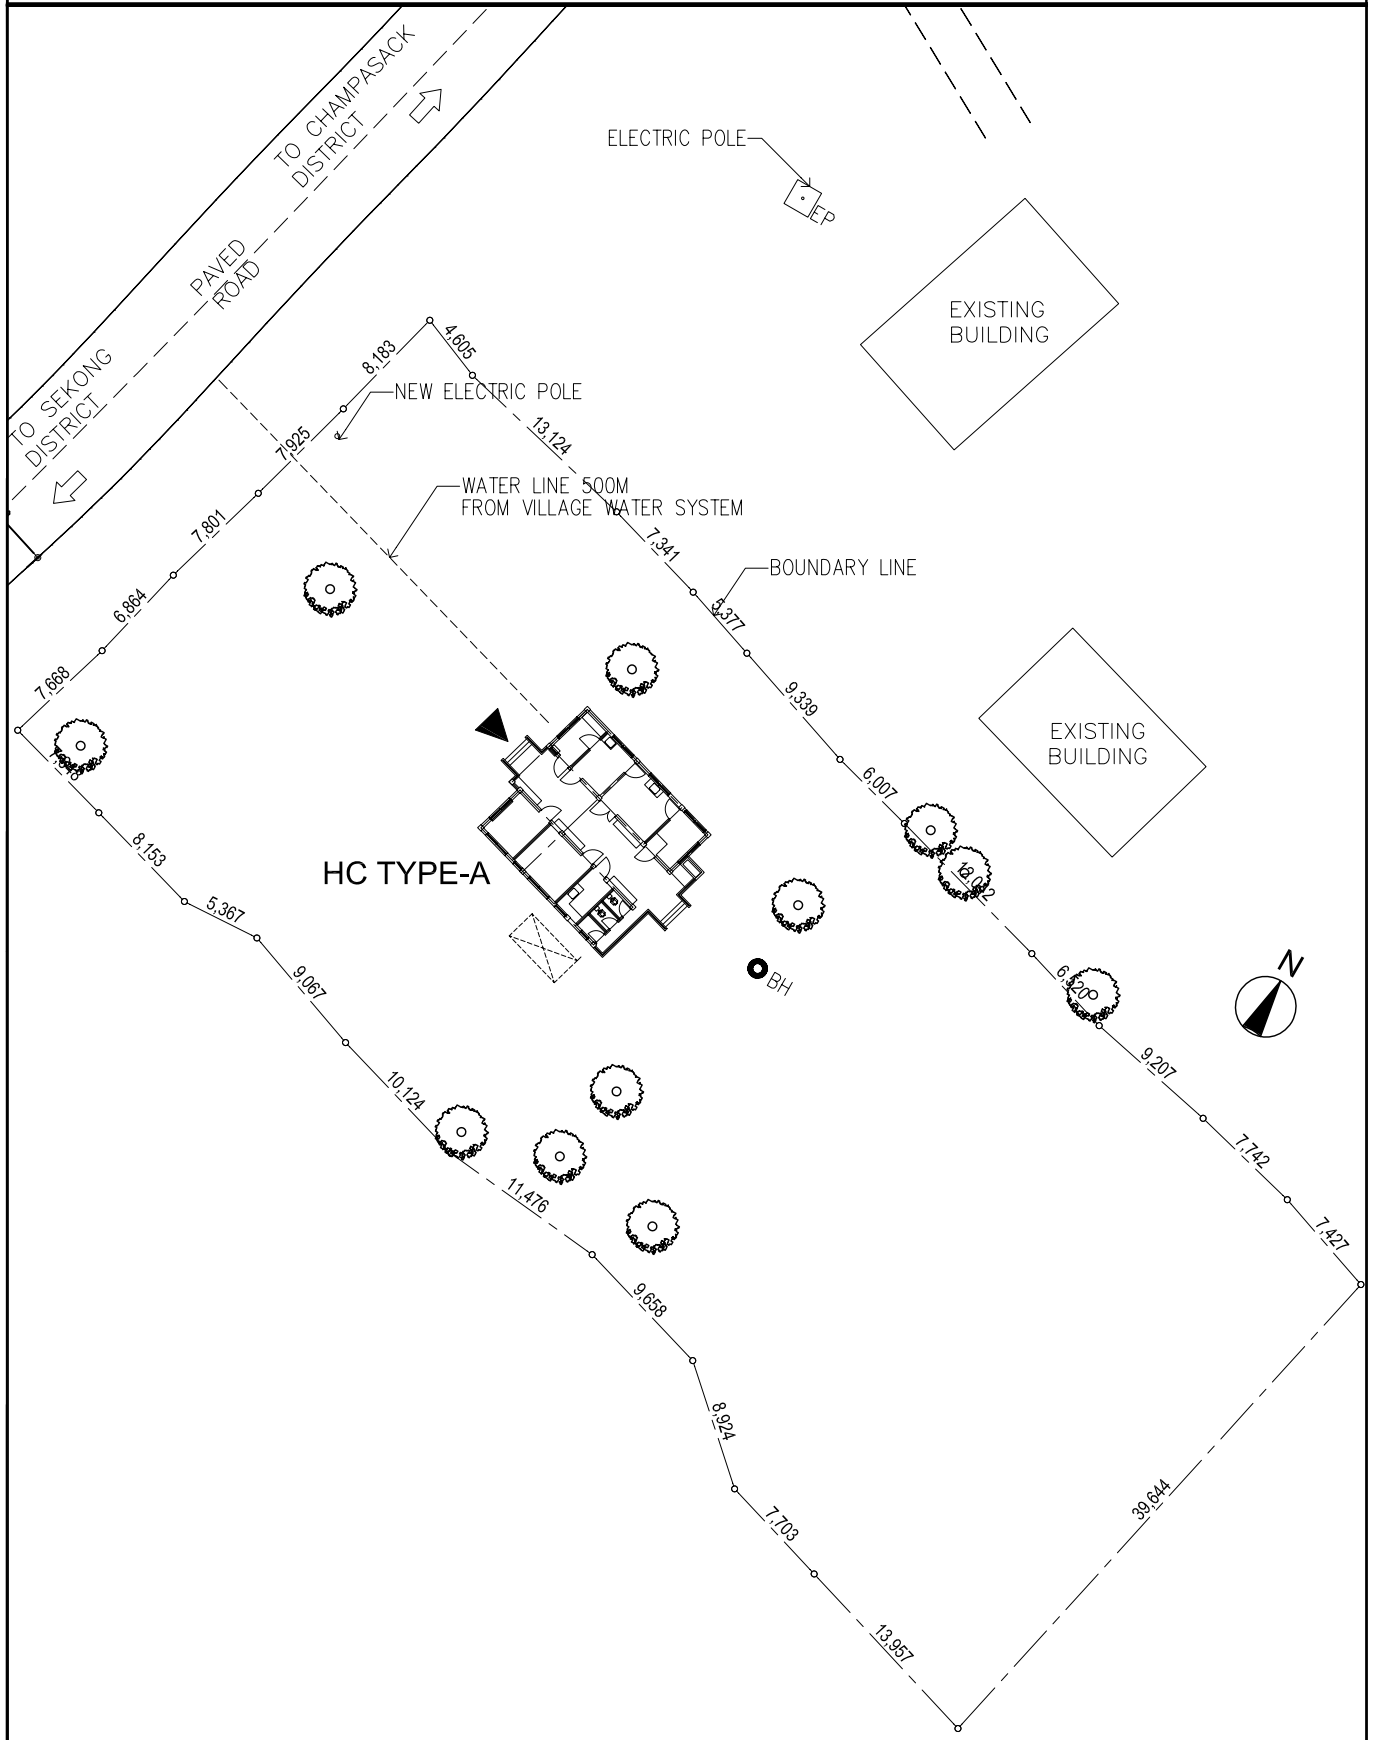 TO CHAMPASACK
DISTRICT
ELECTRIC POLE
EP
PAVED
ROAD
EXISTING
BUILDING
TO SEKONG
DISTRICT
8,183
4,605
NEW ELECTRIC POLE
7,925
13,124
WATER LINE 500M
FROM VILLAGE WATER SYSTEM
7,801
7,341
BOUNDARY LINE
6,864
5,377
7,668
9,339
EXISTING
BUILDING
6,007
8,153
HC TYPE-A
5,367
9,067
BH
N
9,207
10,124
7,742
11,476
7,427
9,658
8,924
39,644
7,703
13,957